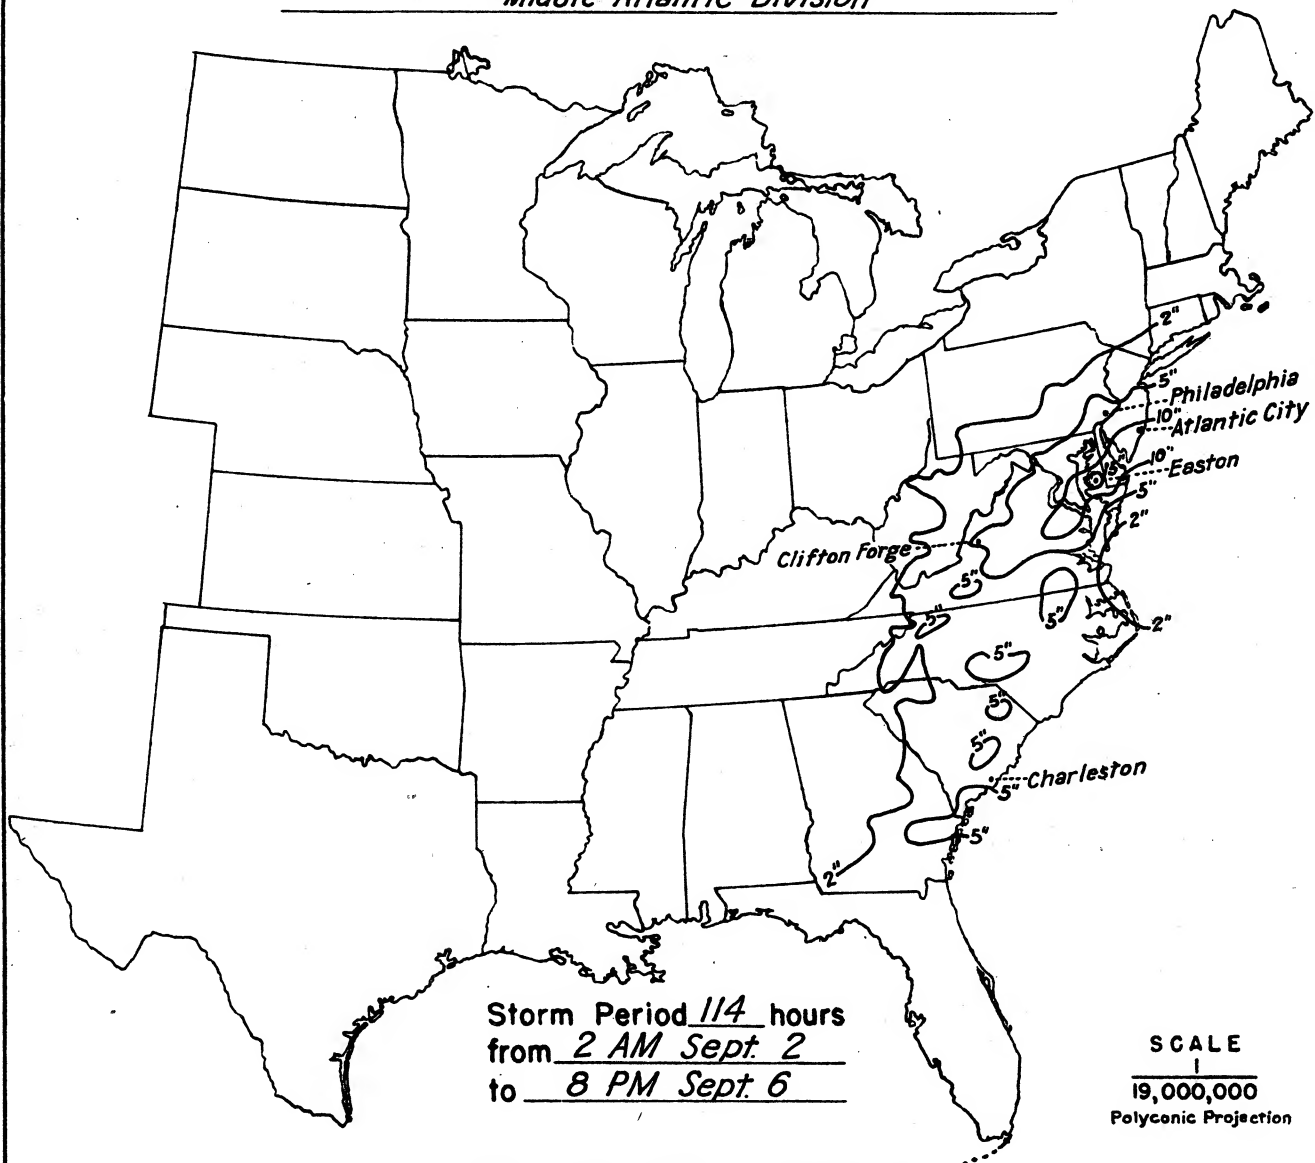 Middle Atlantic Division
2"
5"
Philadelphia
10"
Atlantic City
10"
15"
Easton
5"
2"
Clifton Forge
5"
5"
5"
2"
5"
5"
5"
Charleston
5"
5"
2"
Storm Period 114 hours
from 2 AM Sept. 2
to 8 PM Sept. 6
SCALE
1
19,000,000
Polyconic Projection